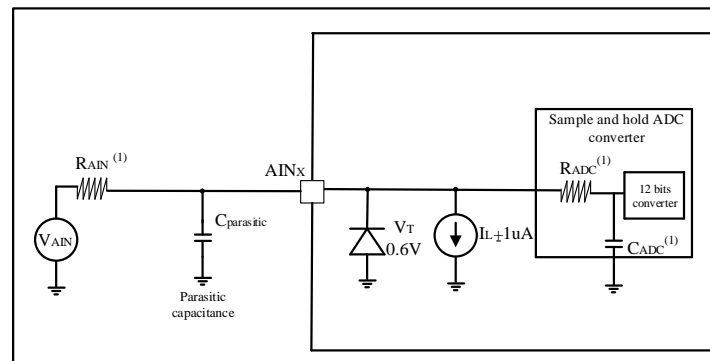 Sample and hold ADC
converter
RAIN (1)
AINx
RADC(1)
12 bits
converter
Cparasitic
VAIN
VT
0.6V
IL±1uA
CADC(1)
Parasitic
capacitance